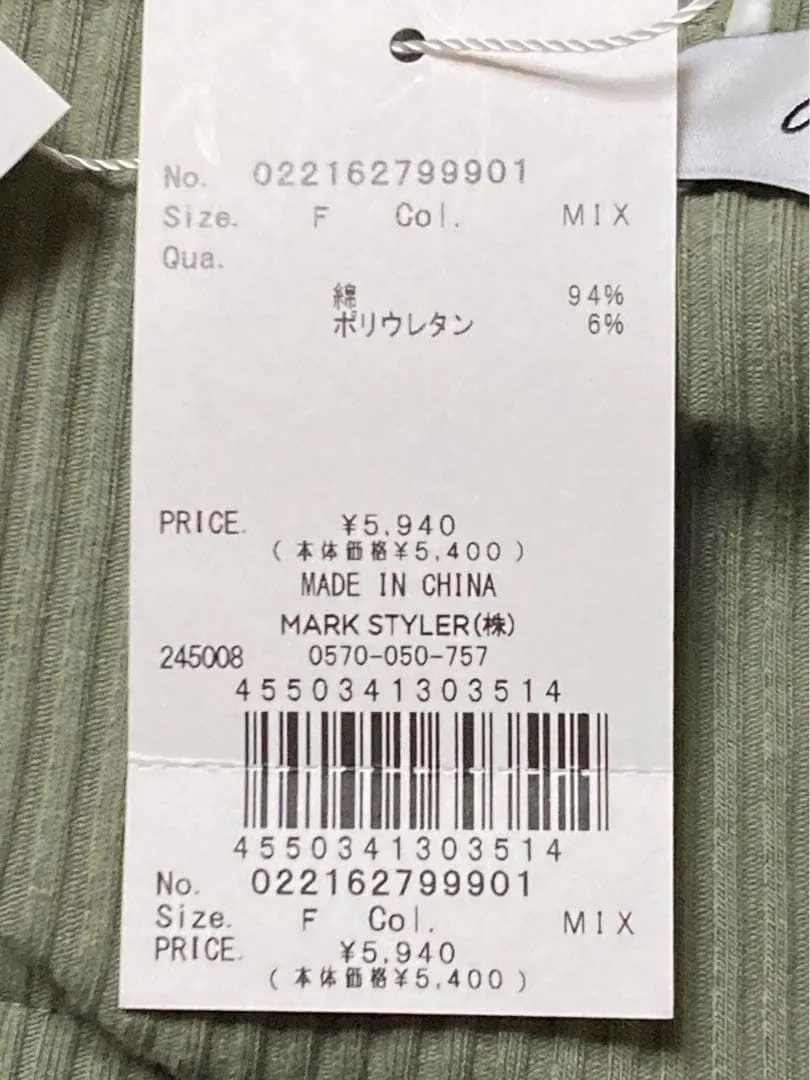 No. 022162799901
Size. F Col. MIX
Qua.
綿 94%
ポリウレタン 6%
PRICE. ¥5,940
(本体価格¥5,400)
MADE IN CHINA
MARK STYLER(株)
245008 0570-050-757
4550341303514
4550341303514
No. 022162799901
Size. F Col. MIX
PRICE. ¥5,940
(本体価格¥5,400)